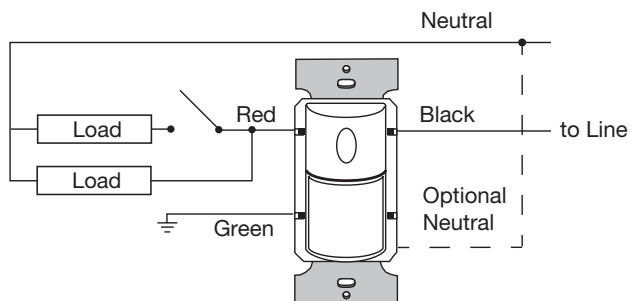 Neutral
Red
Black
Load
to Line
Load
Optional
Neutral
Green